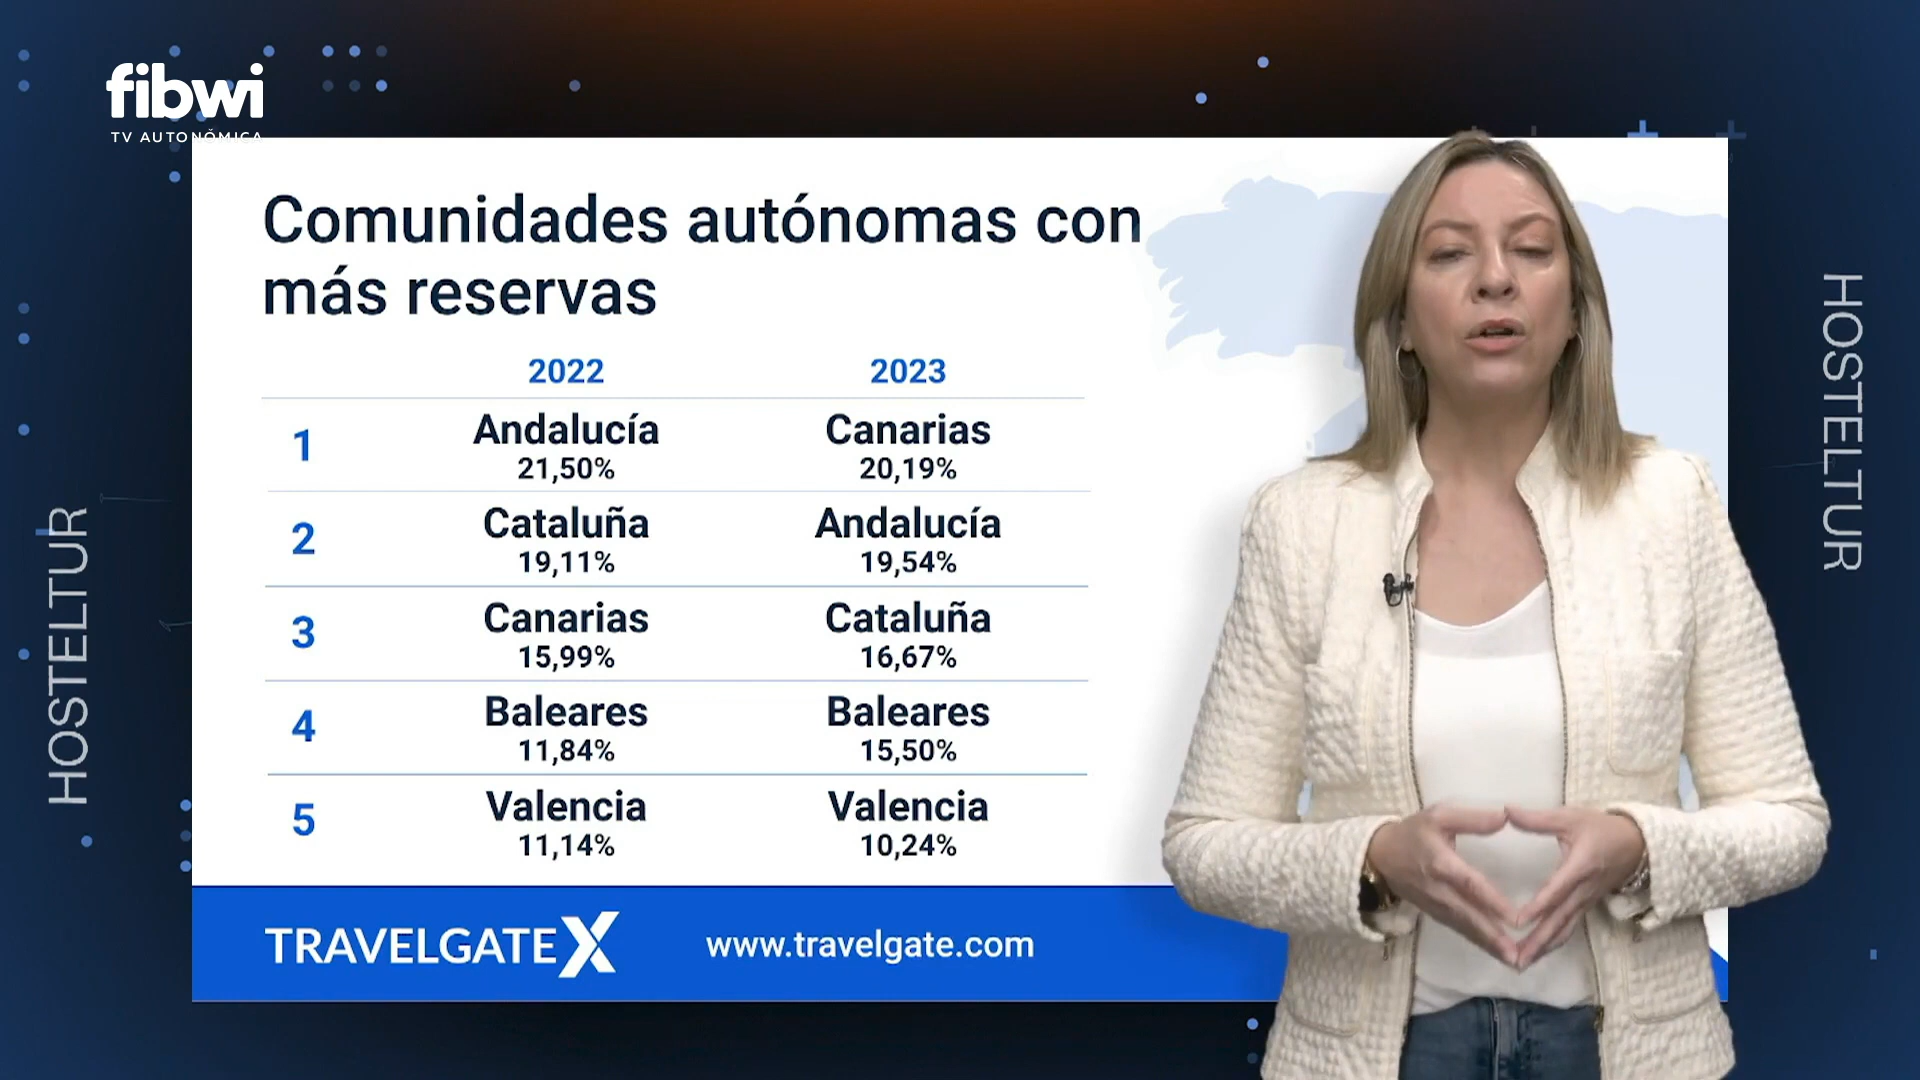 fibwi
TV AUTONÓMICA
Comunidades autónomas con
más reservas
2022 2023
1 Andalucía Canarias
21,50% 20,19%
2 Cataluña Andalucía
19,11% 19,54%
3 Canarias Cataluña
15,99% 16,67%
4 Baleares Baleares
11,84% 15,50%
5 Valencia Valencia
11,14% 10,24%
TRAVELGATEX www.travelgate.com
HOSTELTUR
HOSTELTUR